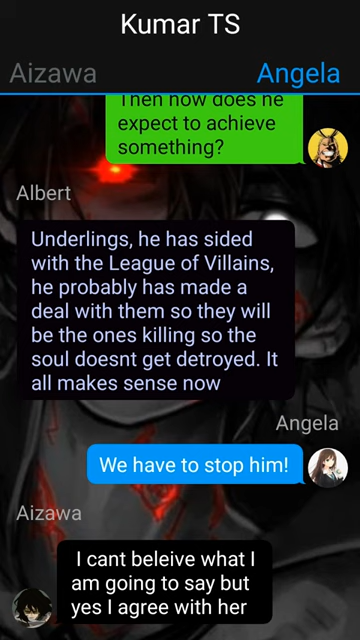 Kumar TS
Aizawa
Angela
Then how does he
expect to achieve
something?
Albert
Underlings, he has sided
with the League of Villains,
he probably has made a
deal with them so they will
be the ones killing so the
soul doesnt get detroyed. It
all makes sense now
Angela
We have to stop him!
Aizawa
I cant beleive what I
am going to say but
yes I agree with her